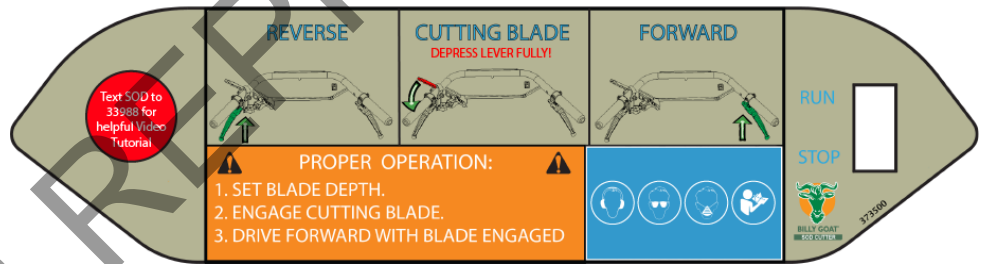 Text SOD to
33988 for
helpful Video
Tutorial
REVERSE
CUTTING BLADE
DEPRESS LEVER FULLY!
FORWARD
PROPER OPERATION:
1. SET BLADE DEPTH.
2. ENGAGE CUTTING BLADE.
3. DRIVE FORWARD WITH BLADE ENGAGED
RUN
STOP
BILLY GOAT
SOD CUTTER
373500